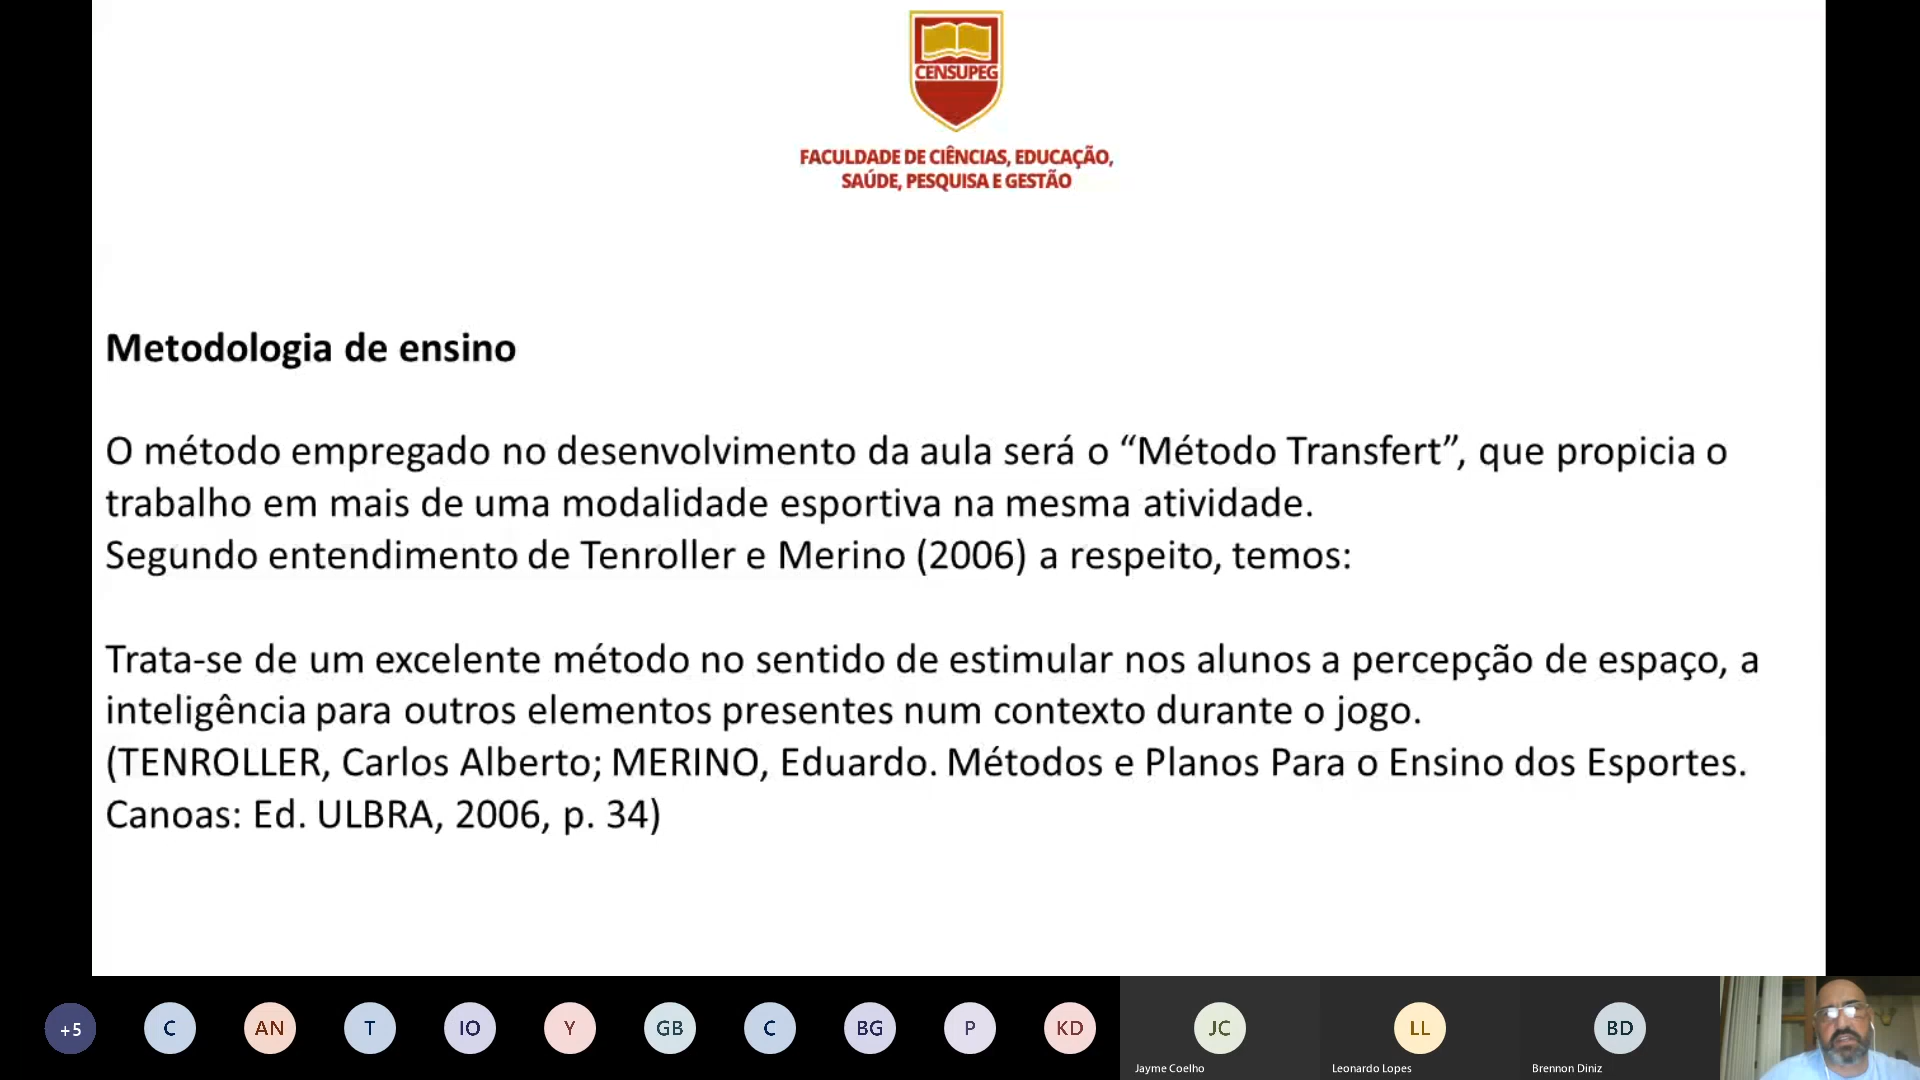 CENSUPEG
FACULDADE DE CIÊNCIAS, EDUCAÇÃO,
SAÚDE, PESQUISA E GESTÃO
Metodologia de ensino
O método empregado no desenvolvimento da aula será o “Método Transfert”, que propicia o
trabalho em mais de uma modalidade esportiva na mesma atividade.
Segundo entendimento de Tenroller e Merino (2006) a respeito, temos:
Trata-se de um excelente método no sentido de estimular nos alunos a percepção de espaço, a
inteligência para outros elementos presentes num contexto durante o jogo.
(TENROLLER, Carlos Alberto; MERINO, Eduardo. Métodos e Planos Para o Ensino dos Esportes.
Canoas: Ed. ULBRA, 2006, p. 34)
+5 C AN T IO Y GB C BG P KD JC LL BD
Jayme Coelho Leonardo Lopes Brennon Diniz